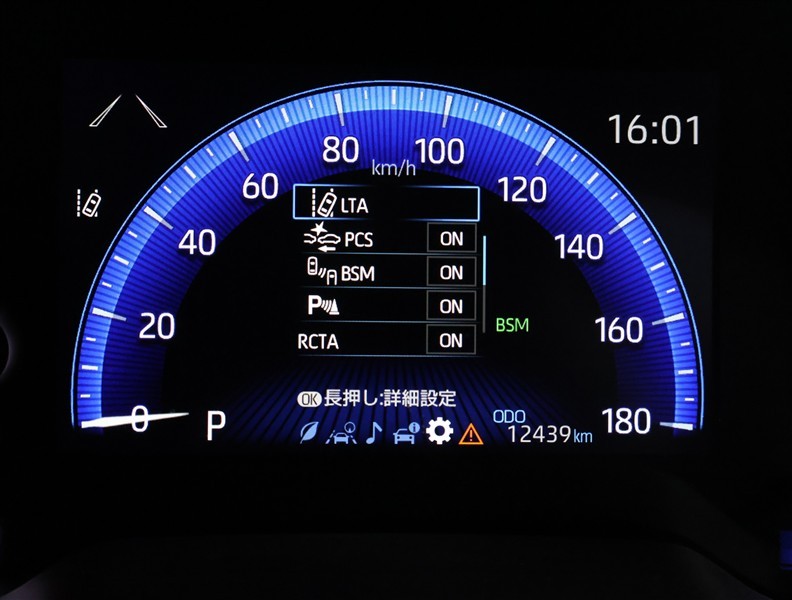 16:01
80
100
km/h
60
120
LTA
40
PCS ON
140
BSM ON
P ON
20
BSM
160
RCTA ON
OK 長押し:詳細設定
0
P
ODO
180
12439km